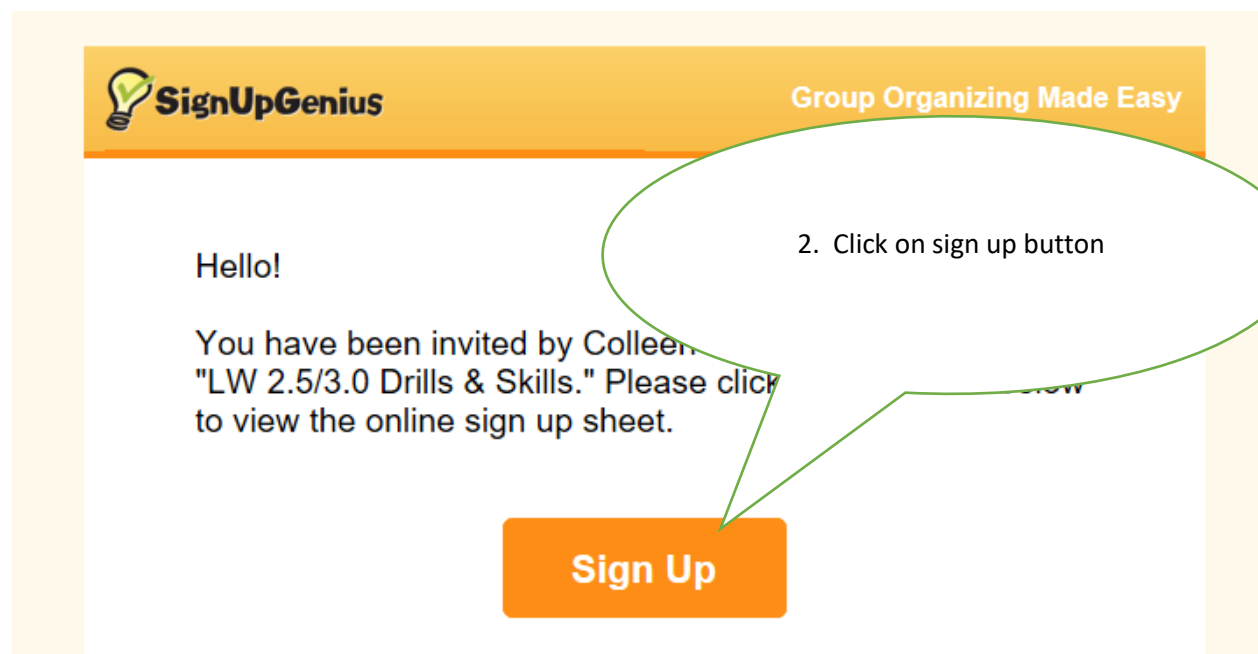 SignUpGenius
Group Organizing Made Easy
2. Click on sign up button
Hello!
You have been invited by Colleen
"LW 2.5/3.0 Drills & Skills." Please click
to view the online sign up sheet.
Sign Up